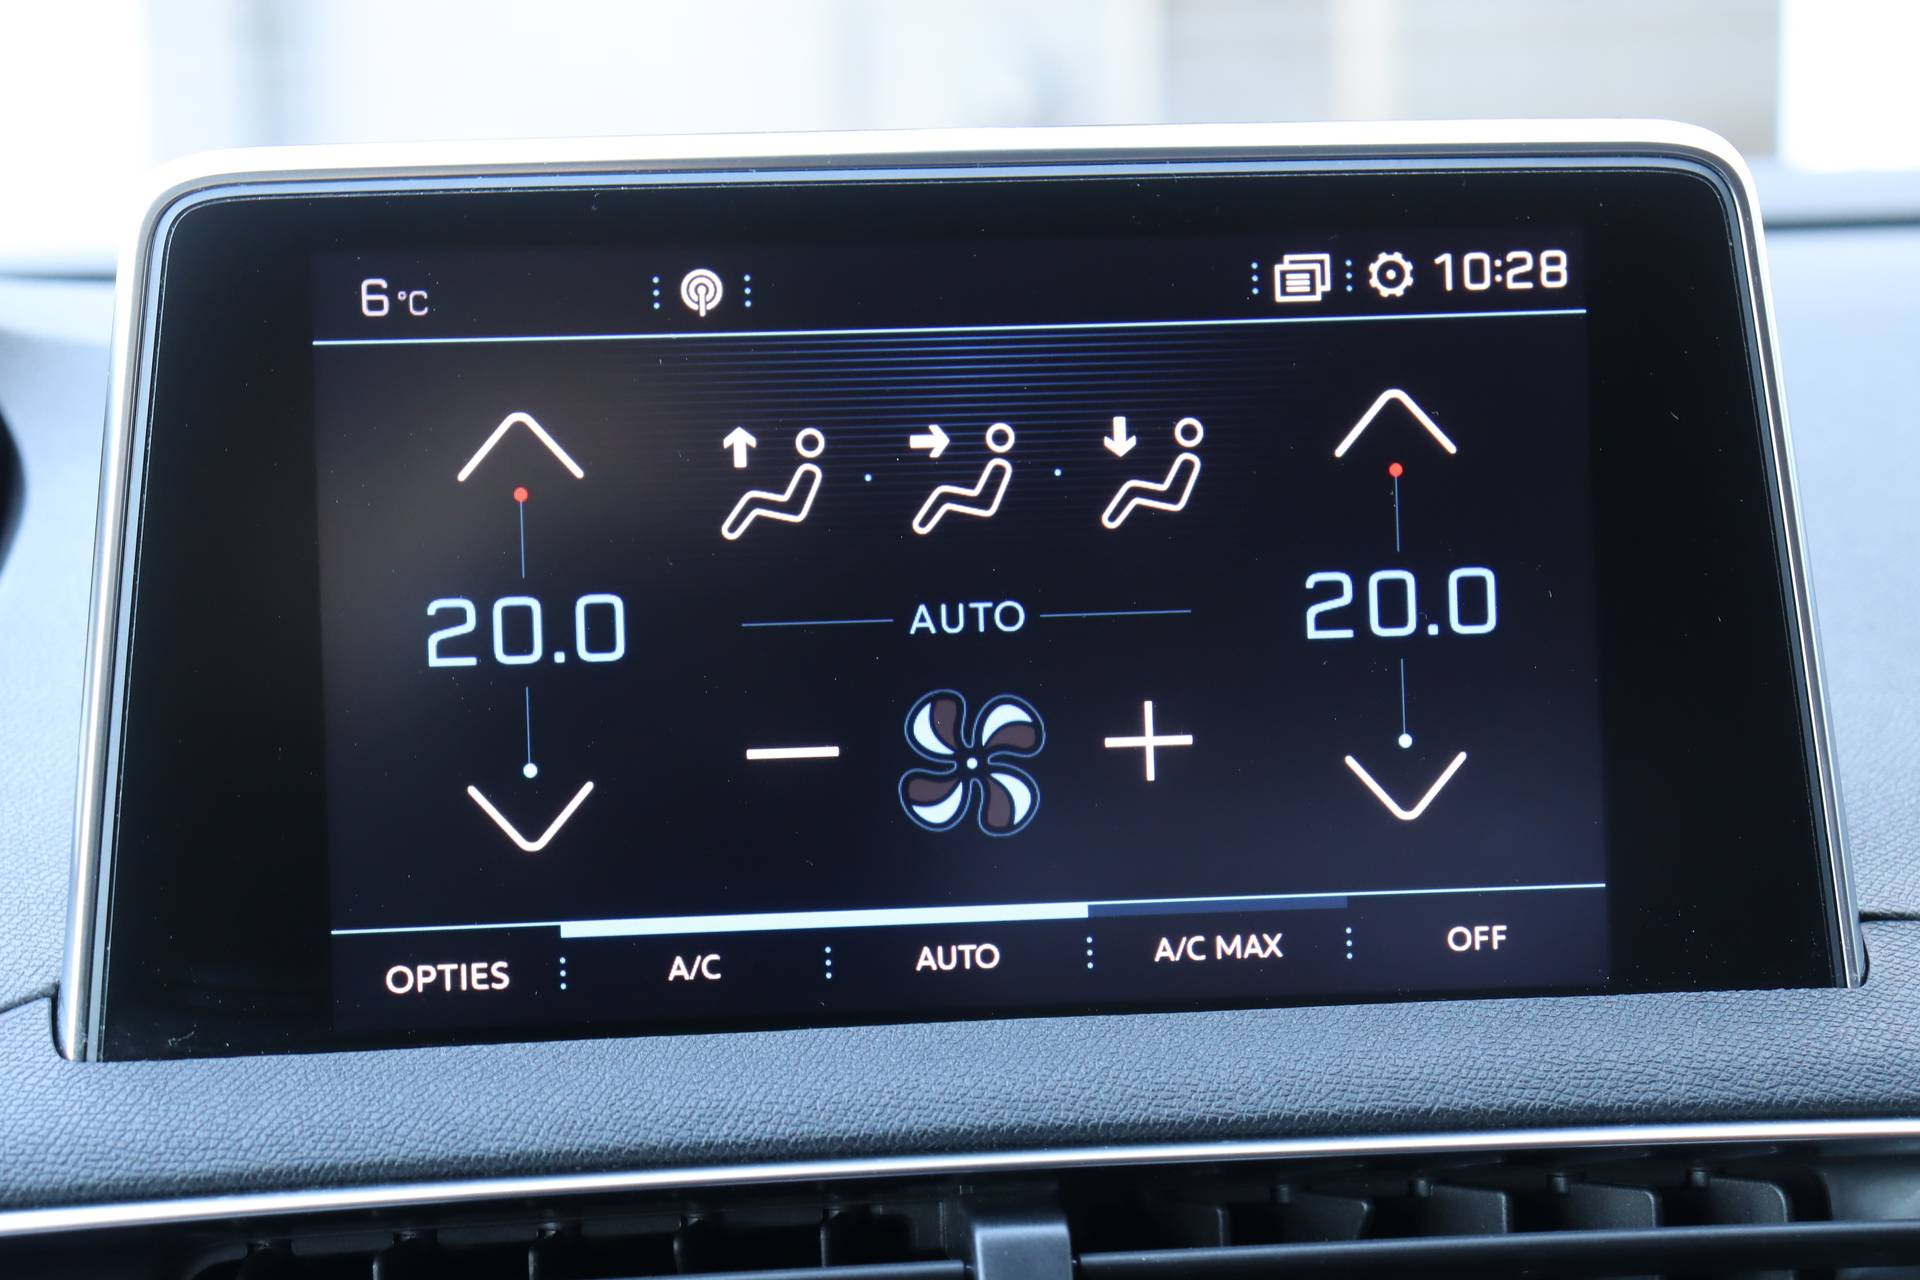 6 °C 10:28
20.0 AUTO 20.0
OPTIES A/C AUTO A/C MAX OFF